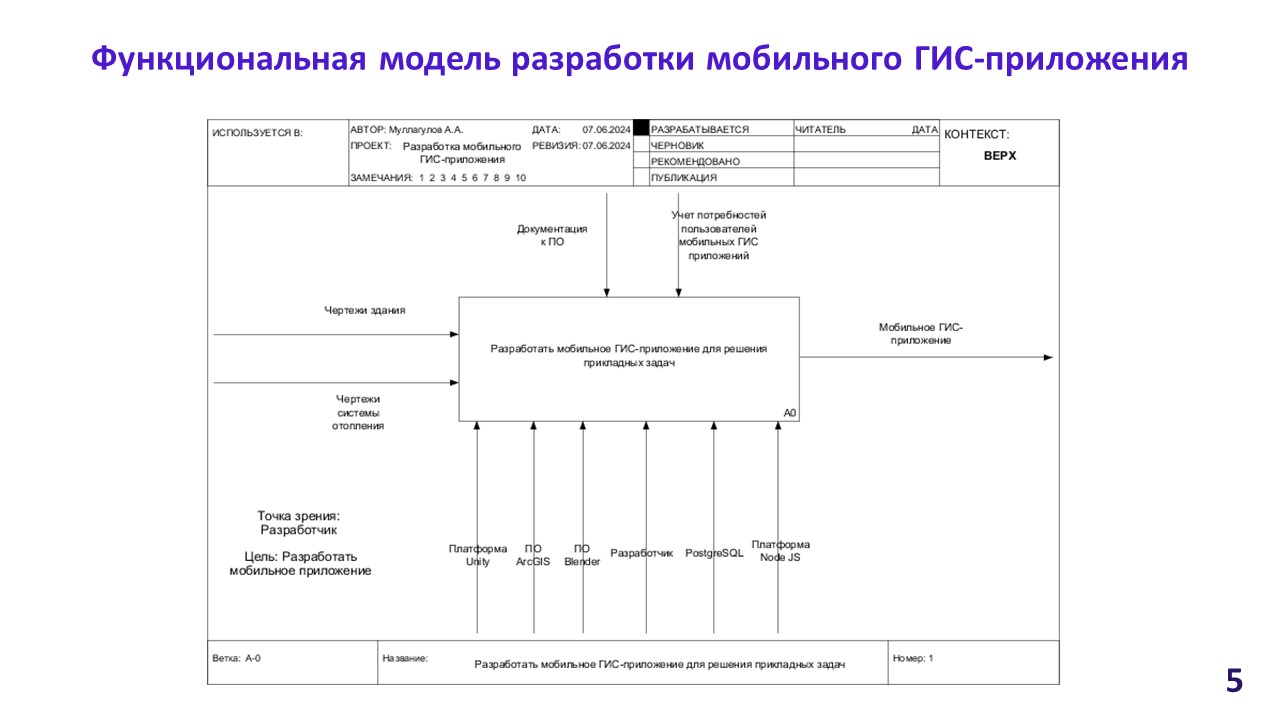 Функциональная модель разработки мобильного ГИС-приложения
ИСПОЛЬЗУЕТСЯ В:
АВТОР: Муллагулов А.А.
ДАТА: 07.06.2024
ПРОЕКТ: Разработка мобильного
ГИС-приложения
РЕВИЗИЯ: 07.06.2024
ЗАМЕЧАНИЯ: 1 2 3 4 5 6 7 8 9 10
РАЗРАБАТЫВАЕТСЯ
ЧЕРНОВИК
РЕКОМЕНДОВАНО
ПУБЛИКАЦИЯ
ЧИТАТЕЛЬ ДАТА
КОНТЕКСТ:
ВЕРХ
Документация
к ПО
Учет потребностей
пользователей
мобильных ГИС
приложений
Чертежи здания
Чертежи
системы
отопления
Разработать мобильное ГИС-приложение для решения
прикладных задач
A0
Мобильное ГИС-
приложение
Точка зрения:
Разработчик
Цель: Разработать
мобильное приложение
Платформа
Unity
ПО
ArcGIS
ПО
Blender
Разработчик
PostgreSQL
Платформа
Node JS
Ветка: A-0
Название:
Разработать мобильное ГИС-приложение для решения прикладных задач
Номер: 1
5